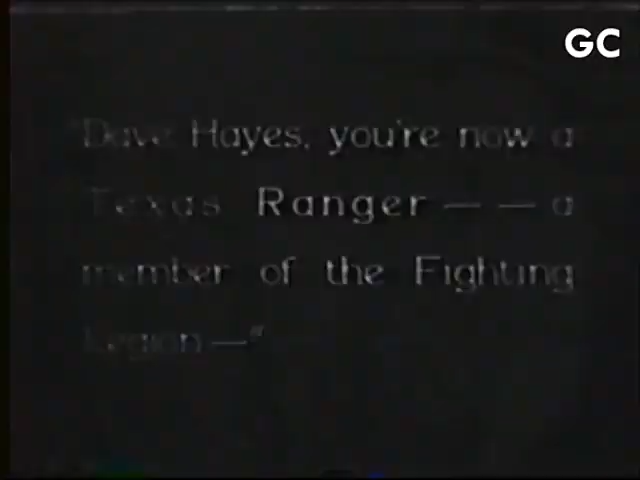 GC
"Dave Hayes, you're now a
Texas Ranger — — a
member of the Fighting
Legion —"